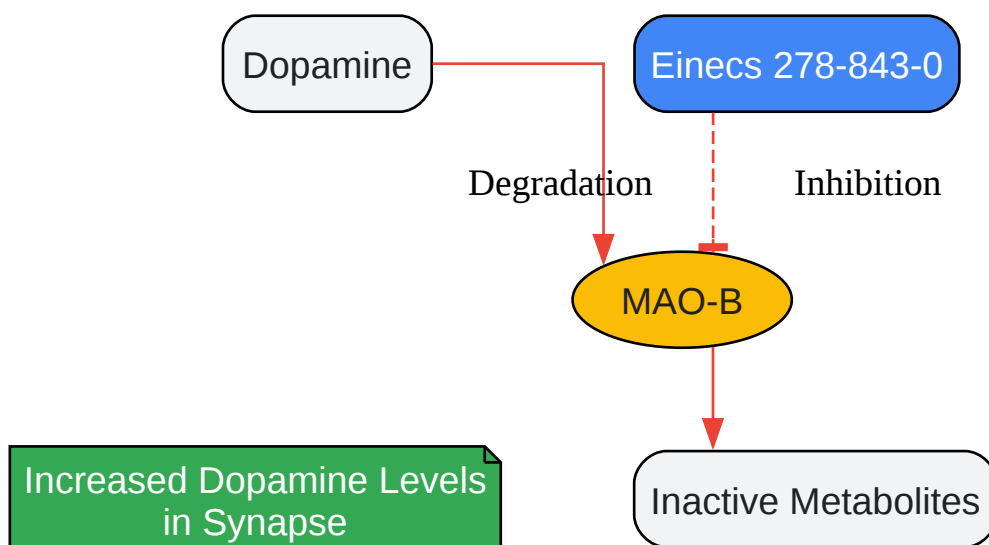 Dopamine
Einecs 278-843-0
Degradation
Inhibition
MAO-B
Increased Dopamine Levels
in Synapse
Inactive Metabolites